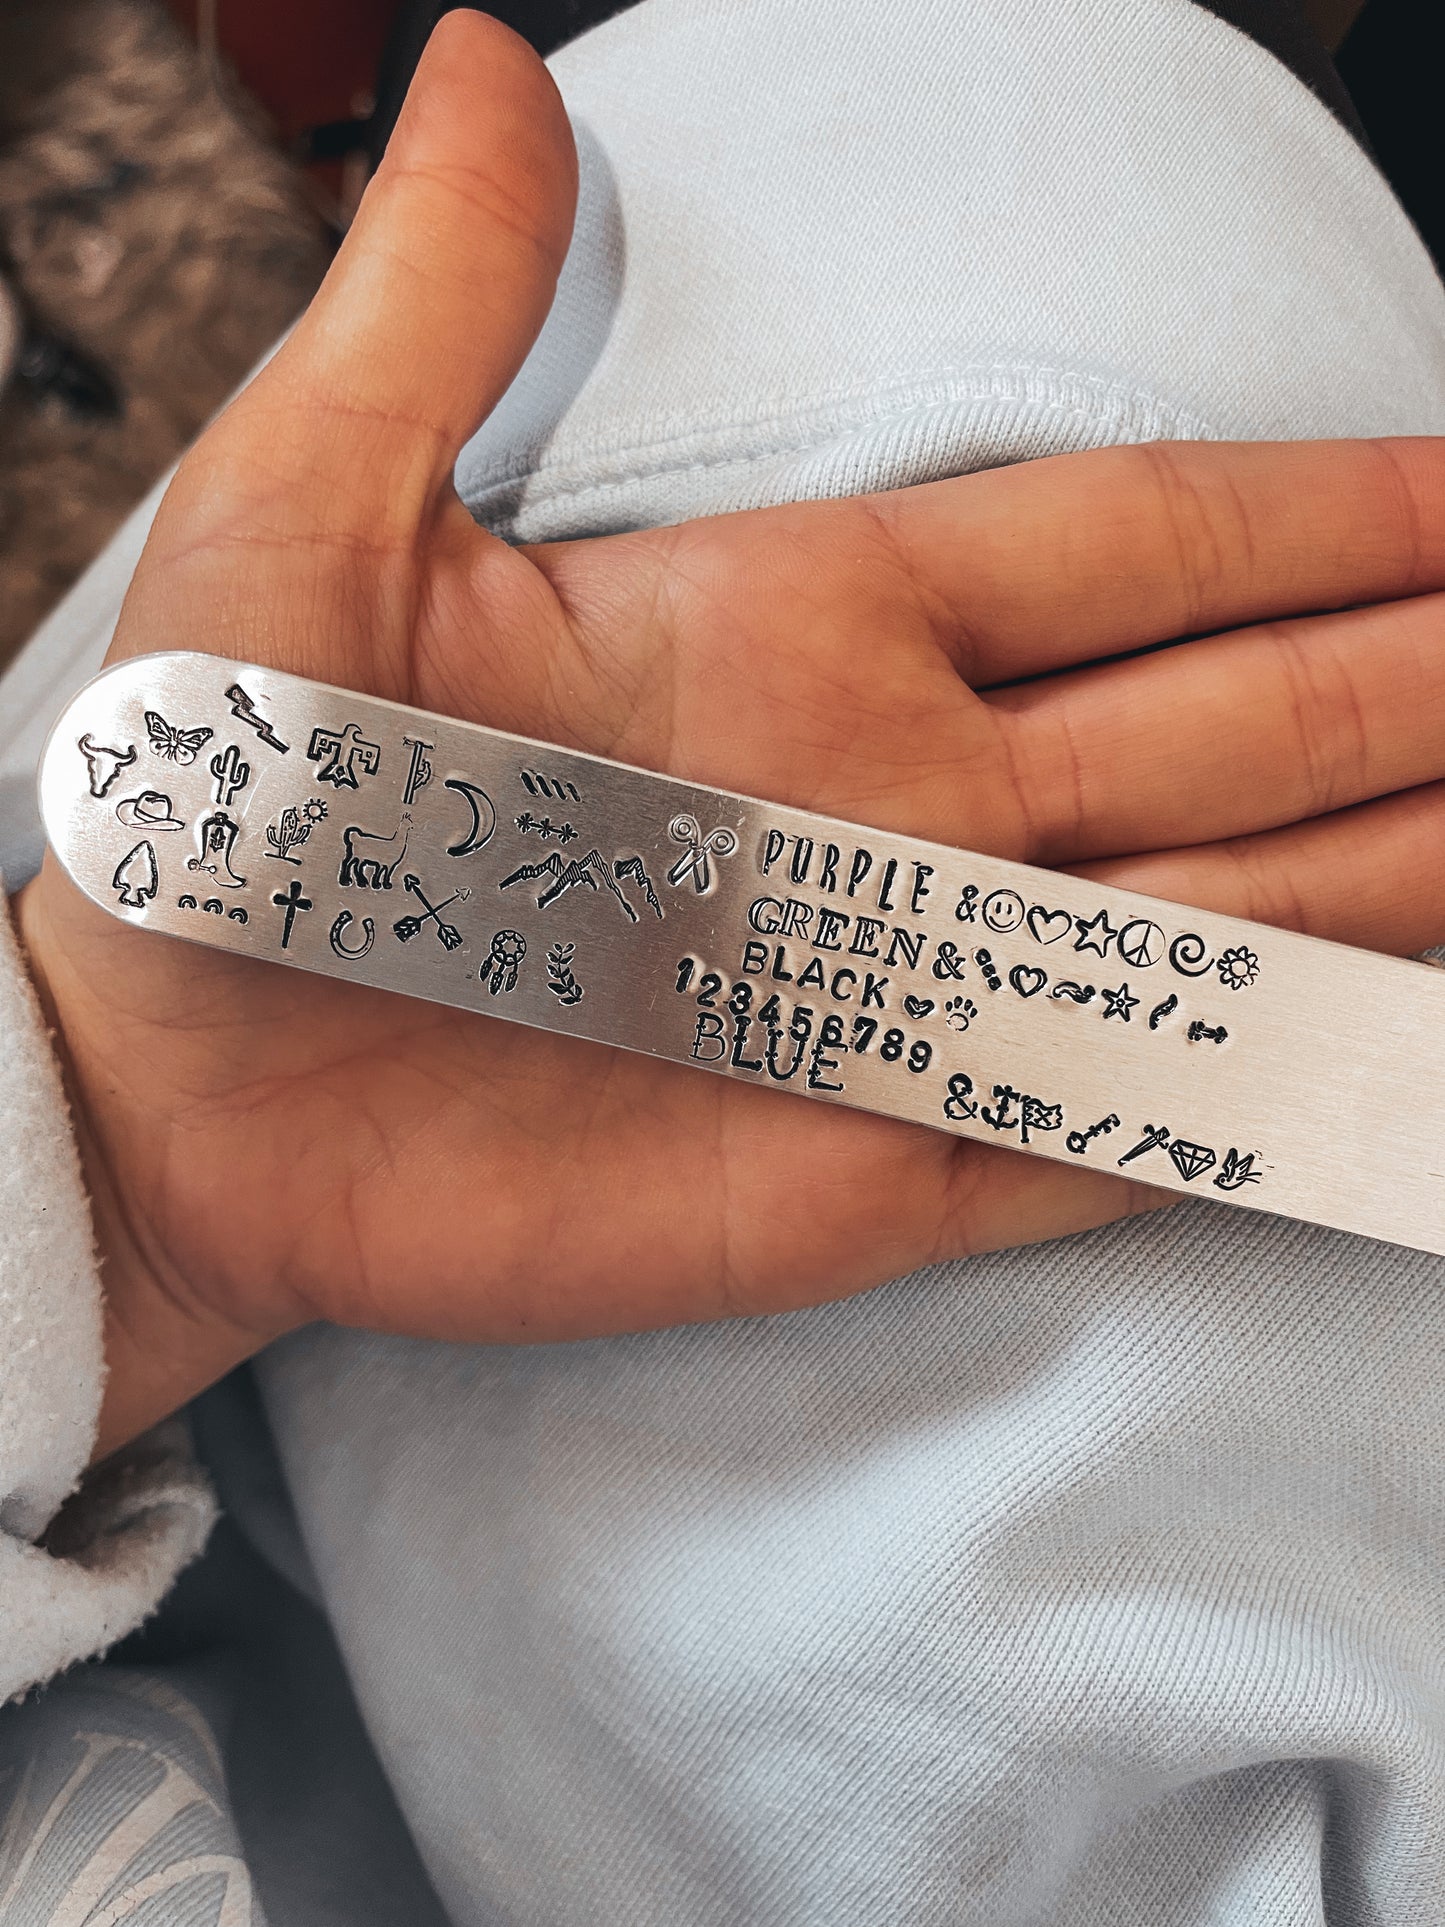 PURPLE &
GREEN &
BLACK
123456789
BLUE &